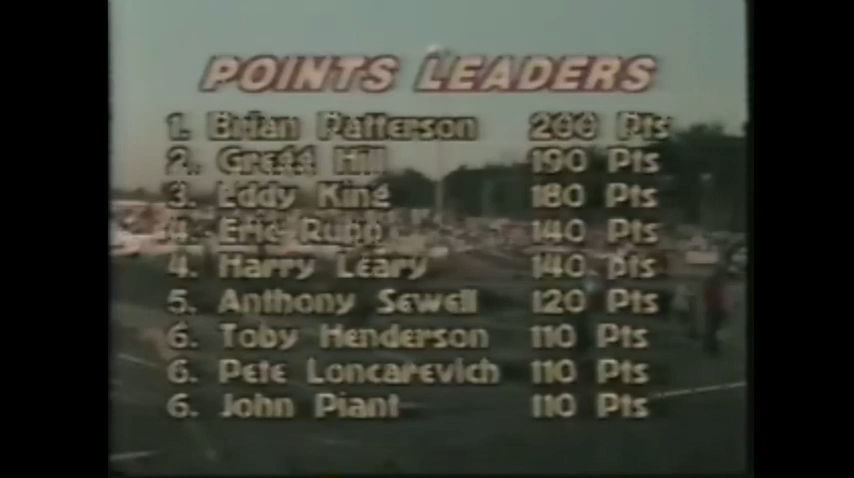 POINTS LEADERS
1. Brian Patterson 200 Pts
2. Gregg Hill 190 Pts
3. Eddy King 180 Pts
4. Eric Rupp 140 Pts
4. Harry Leary 140 Pts
5. Anthony Sewell 120 Pts
6. Toby Henderson 110 Pts
6. Pete Loncarevich 110 Pts
6. John Piant 110 Pts